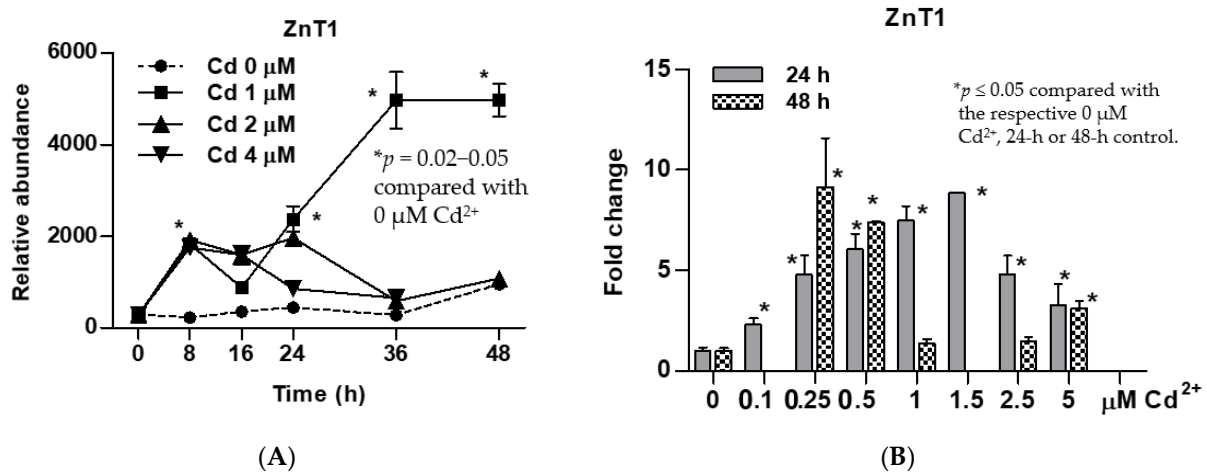 ZnT1
6000
4000
2000
0
Relative abundance
Cd 0 μM
Cd 1 μM
Cd 2 μM
Cd 4 μM
*
*
*
*
*p = 0.02–0.05
compared with
0 μM Cd²⁺
0 8 16 24 36 48
Time (h)
(A)
ZnT1
15
10
5
0
Fold change
24 h
48 h
*p ≤ 0.05 compared with
the respective 0 μM
Cd²⁺, 24-h or 48-h control.
*
*
*
*
*
*
*
*
*
*
0 0.1 0.25 0.5 1 1.5 2.5 5 μM Cd²⁺
(B)